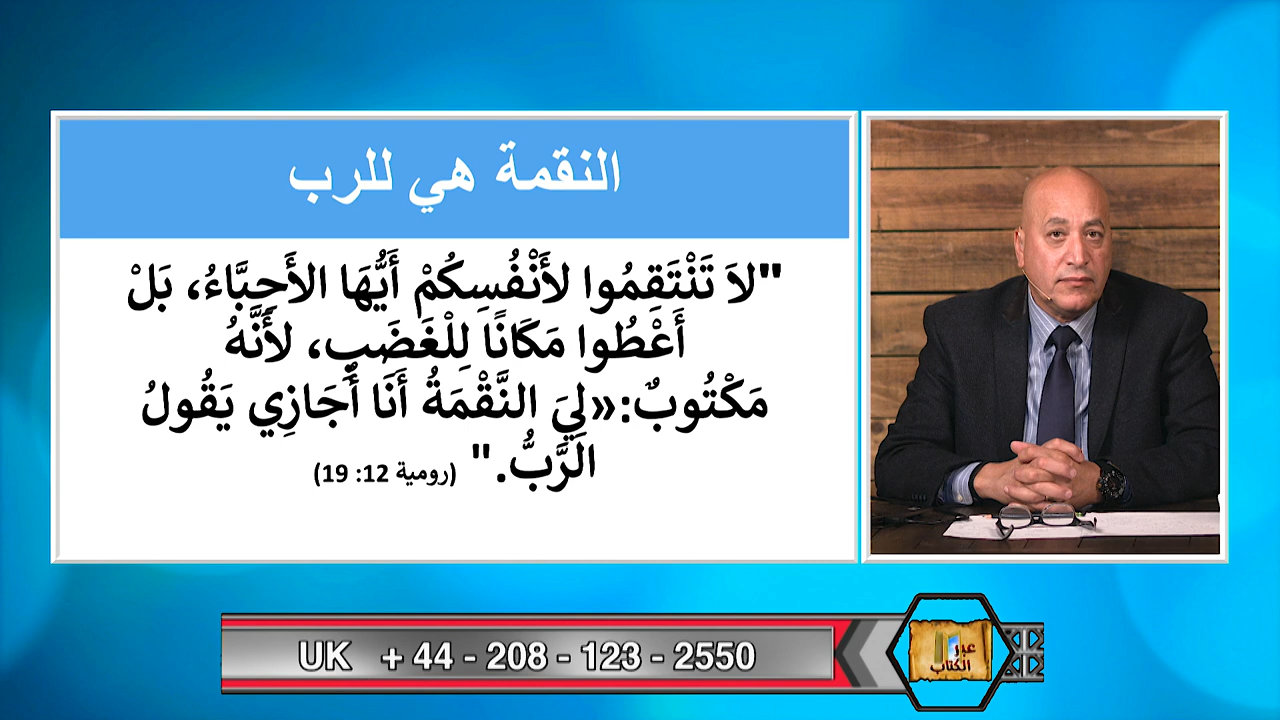 النقمة هي للرب
"لاَ تَنْتَقِمُوا لأَنْفُسِكُمْ أَيُّهَا الأَحِبَّاءُ، بَلْ
أَعْطُوا مَكَانًا لِلْغَضَبِ، لأَنَّهُ
مَكْتُوبٌ:«لِيَ النَّقْمَةُ أَنَا أُجَازِي يَقُولُ
الرَّبُّ." (رومية 12: 19)
UK + 44 - 208 - 123 - 2550
عبر
الكتاب